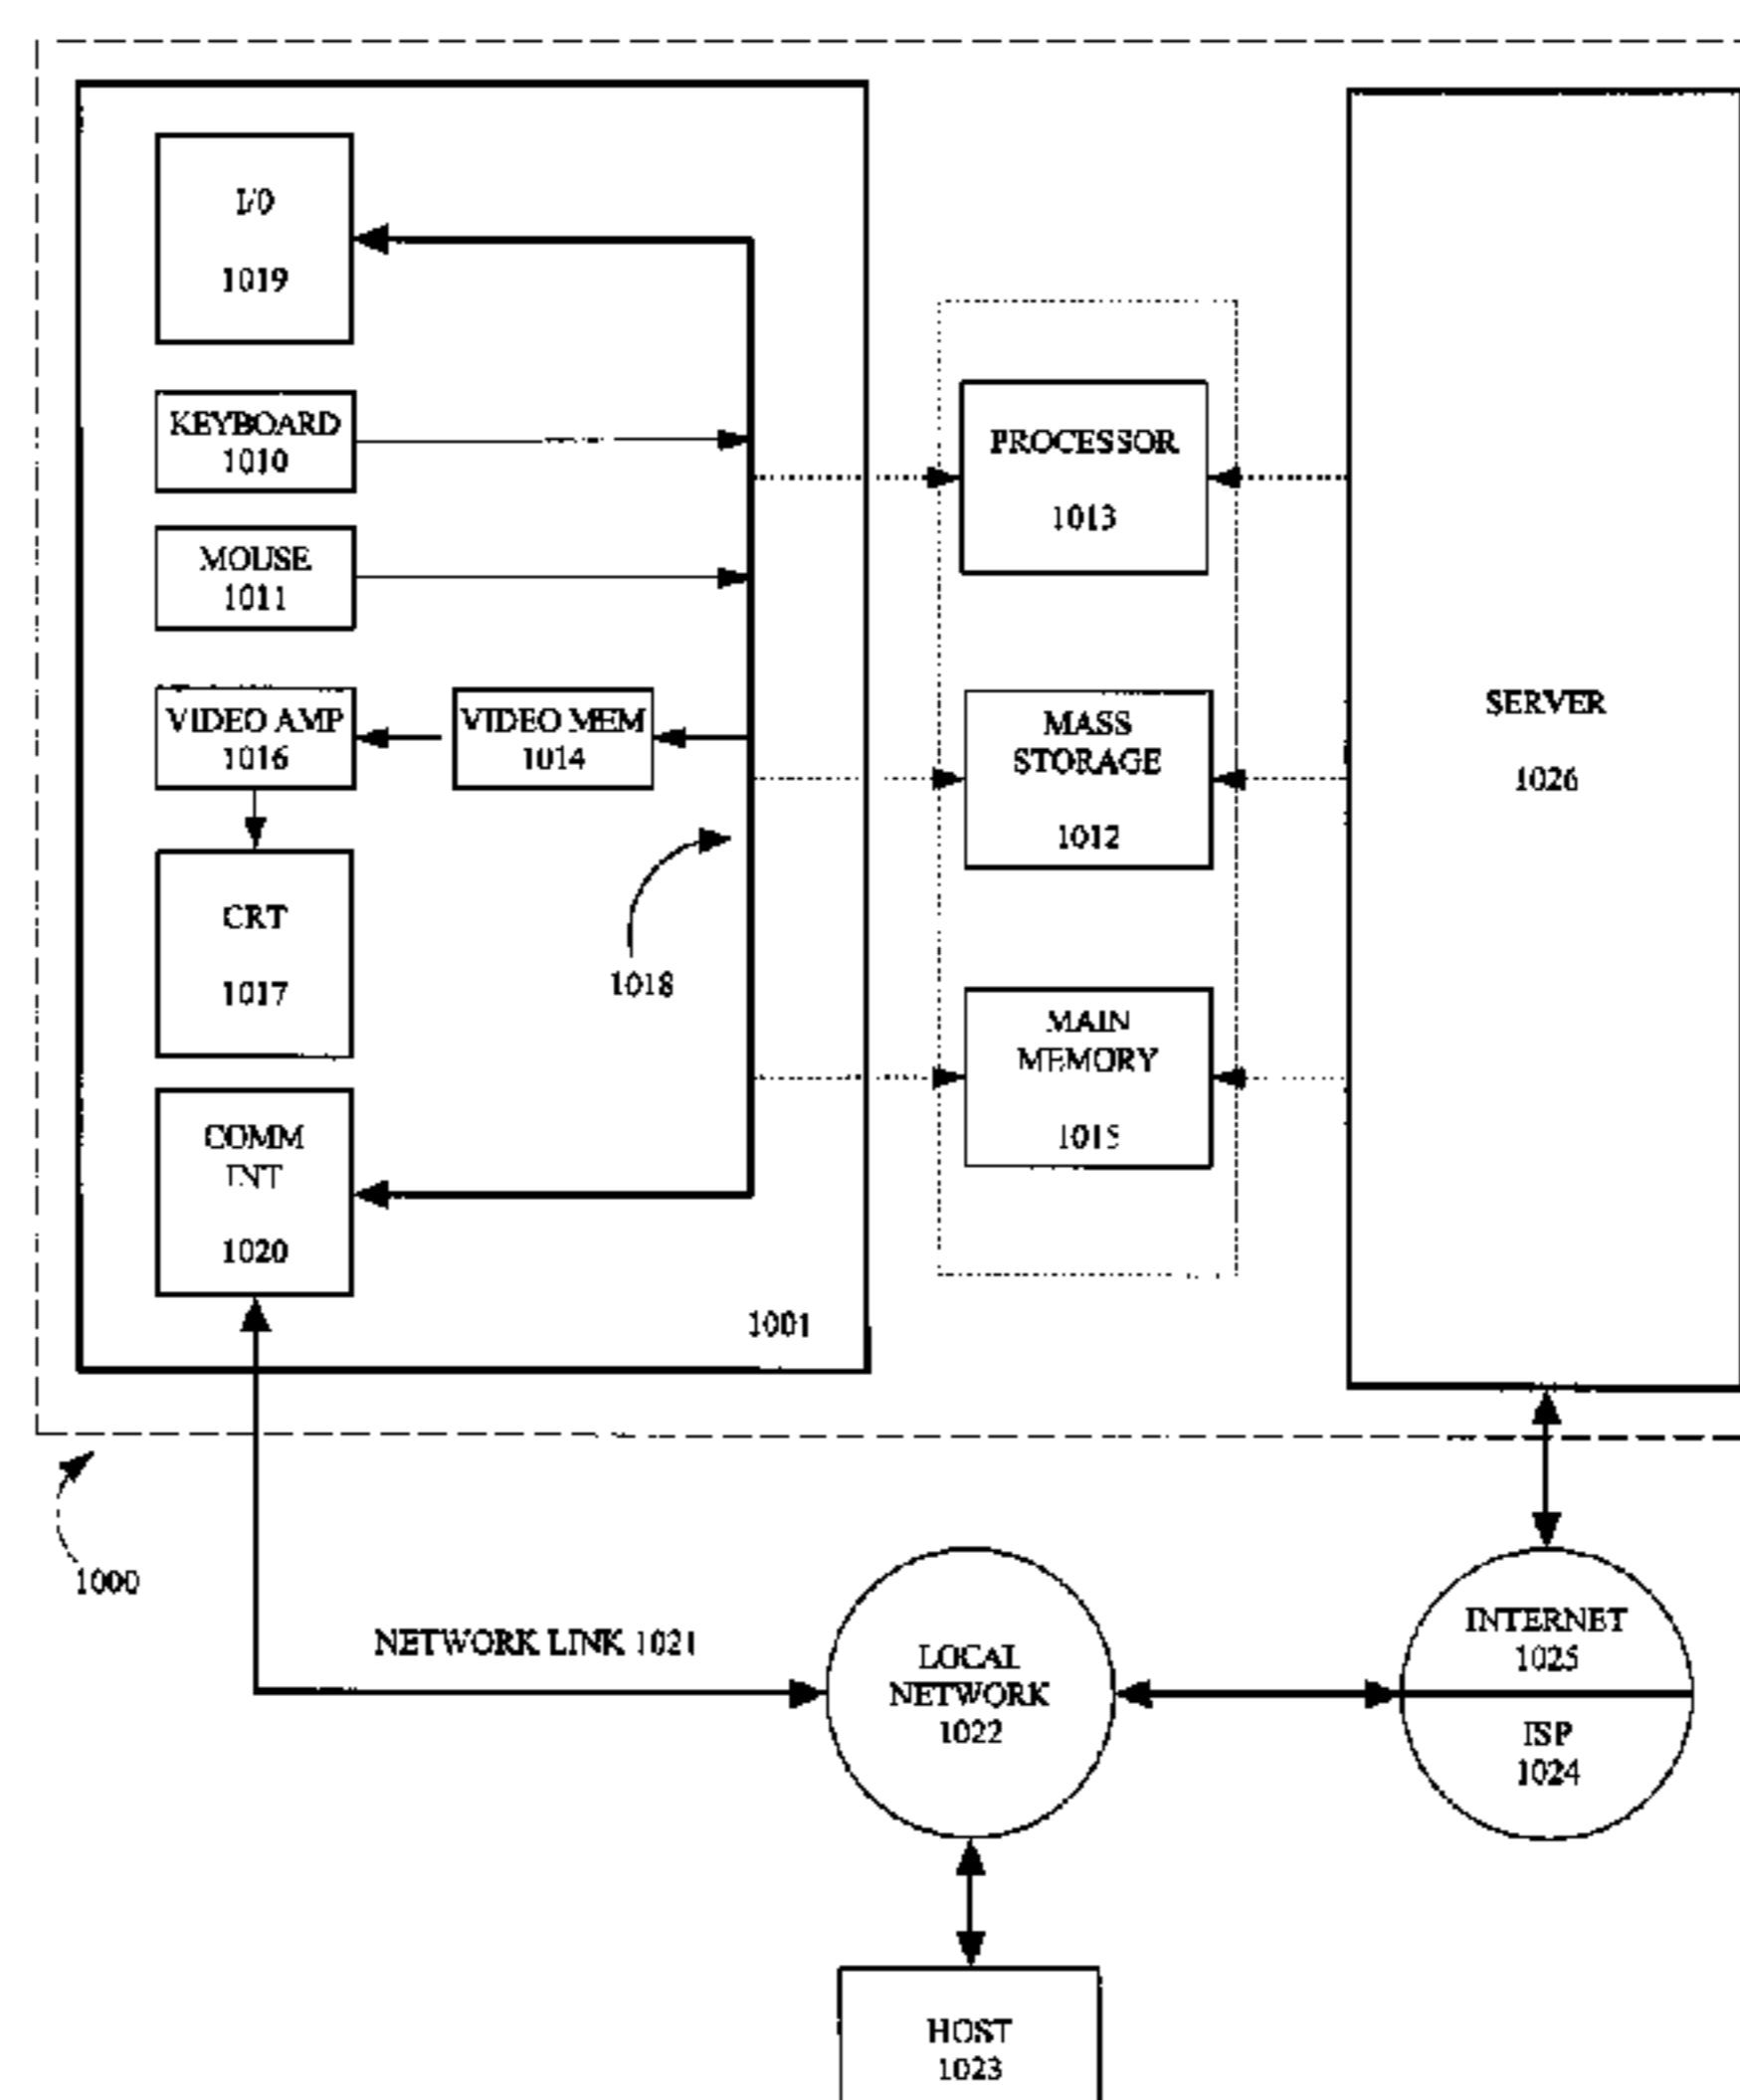 I/0
1019
KEYBOARD
1010
MOUSE
1011
VIDEO AMP
1016
VIDEO MEM
1014
CRT
1017
1018
COMM
INT
1020
1001
PROCESSOR
1013
MASS
STORAGE
1012
MAIN
MEMORY
1015
SERVER
1026
1000
NETWORK LINK 1021
LOCAL
NETWORK
1022
INTERNET
1025
ISP
1024
HOST
1023